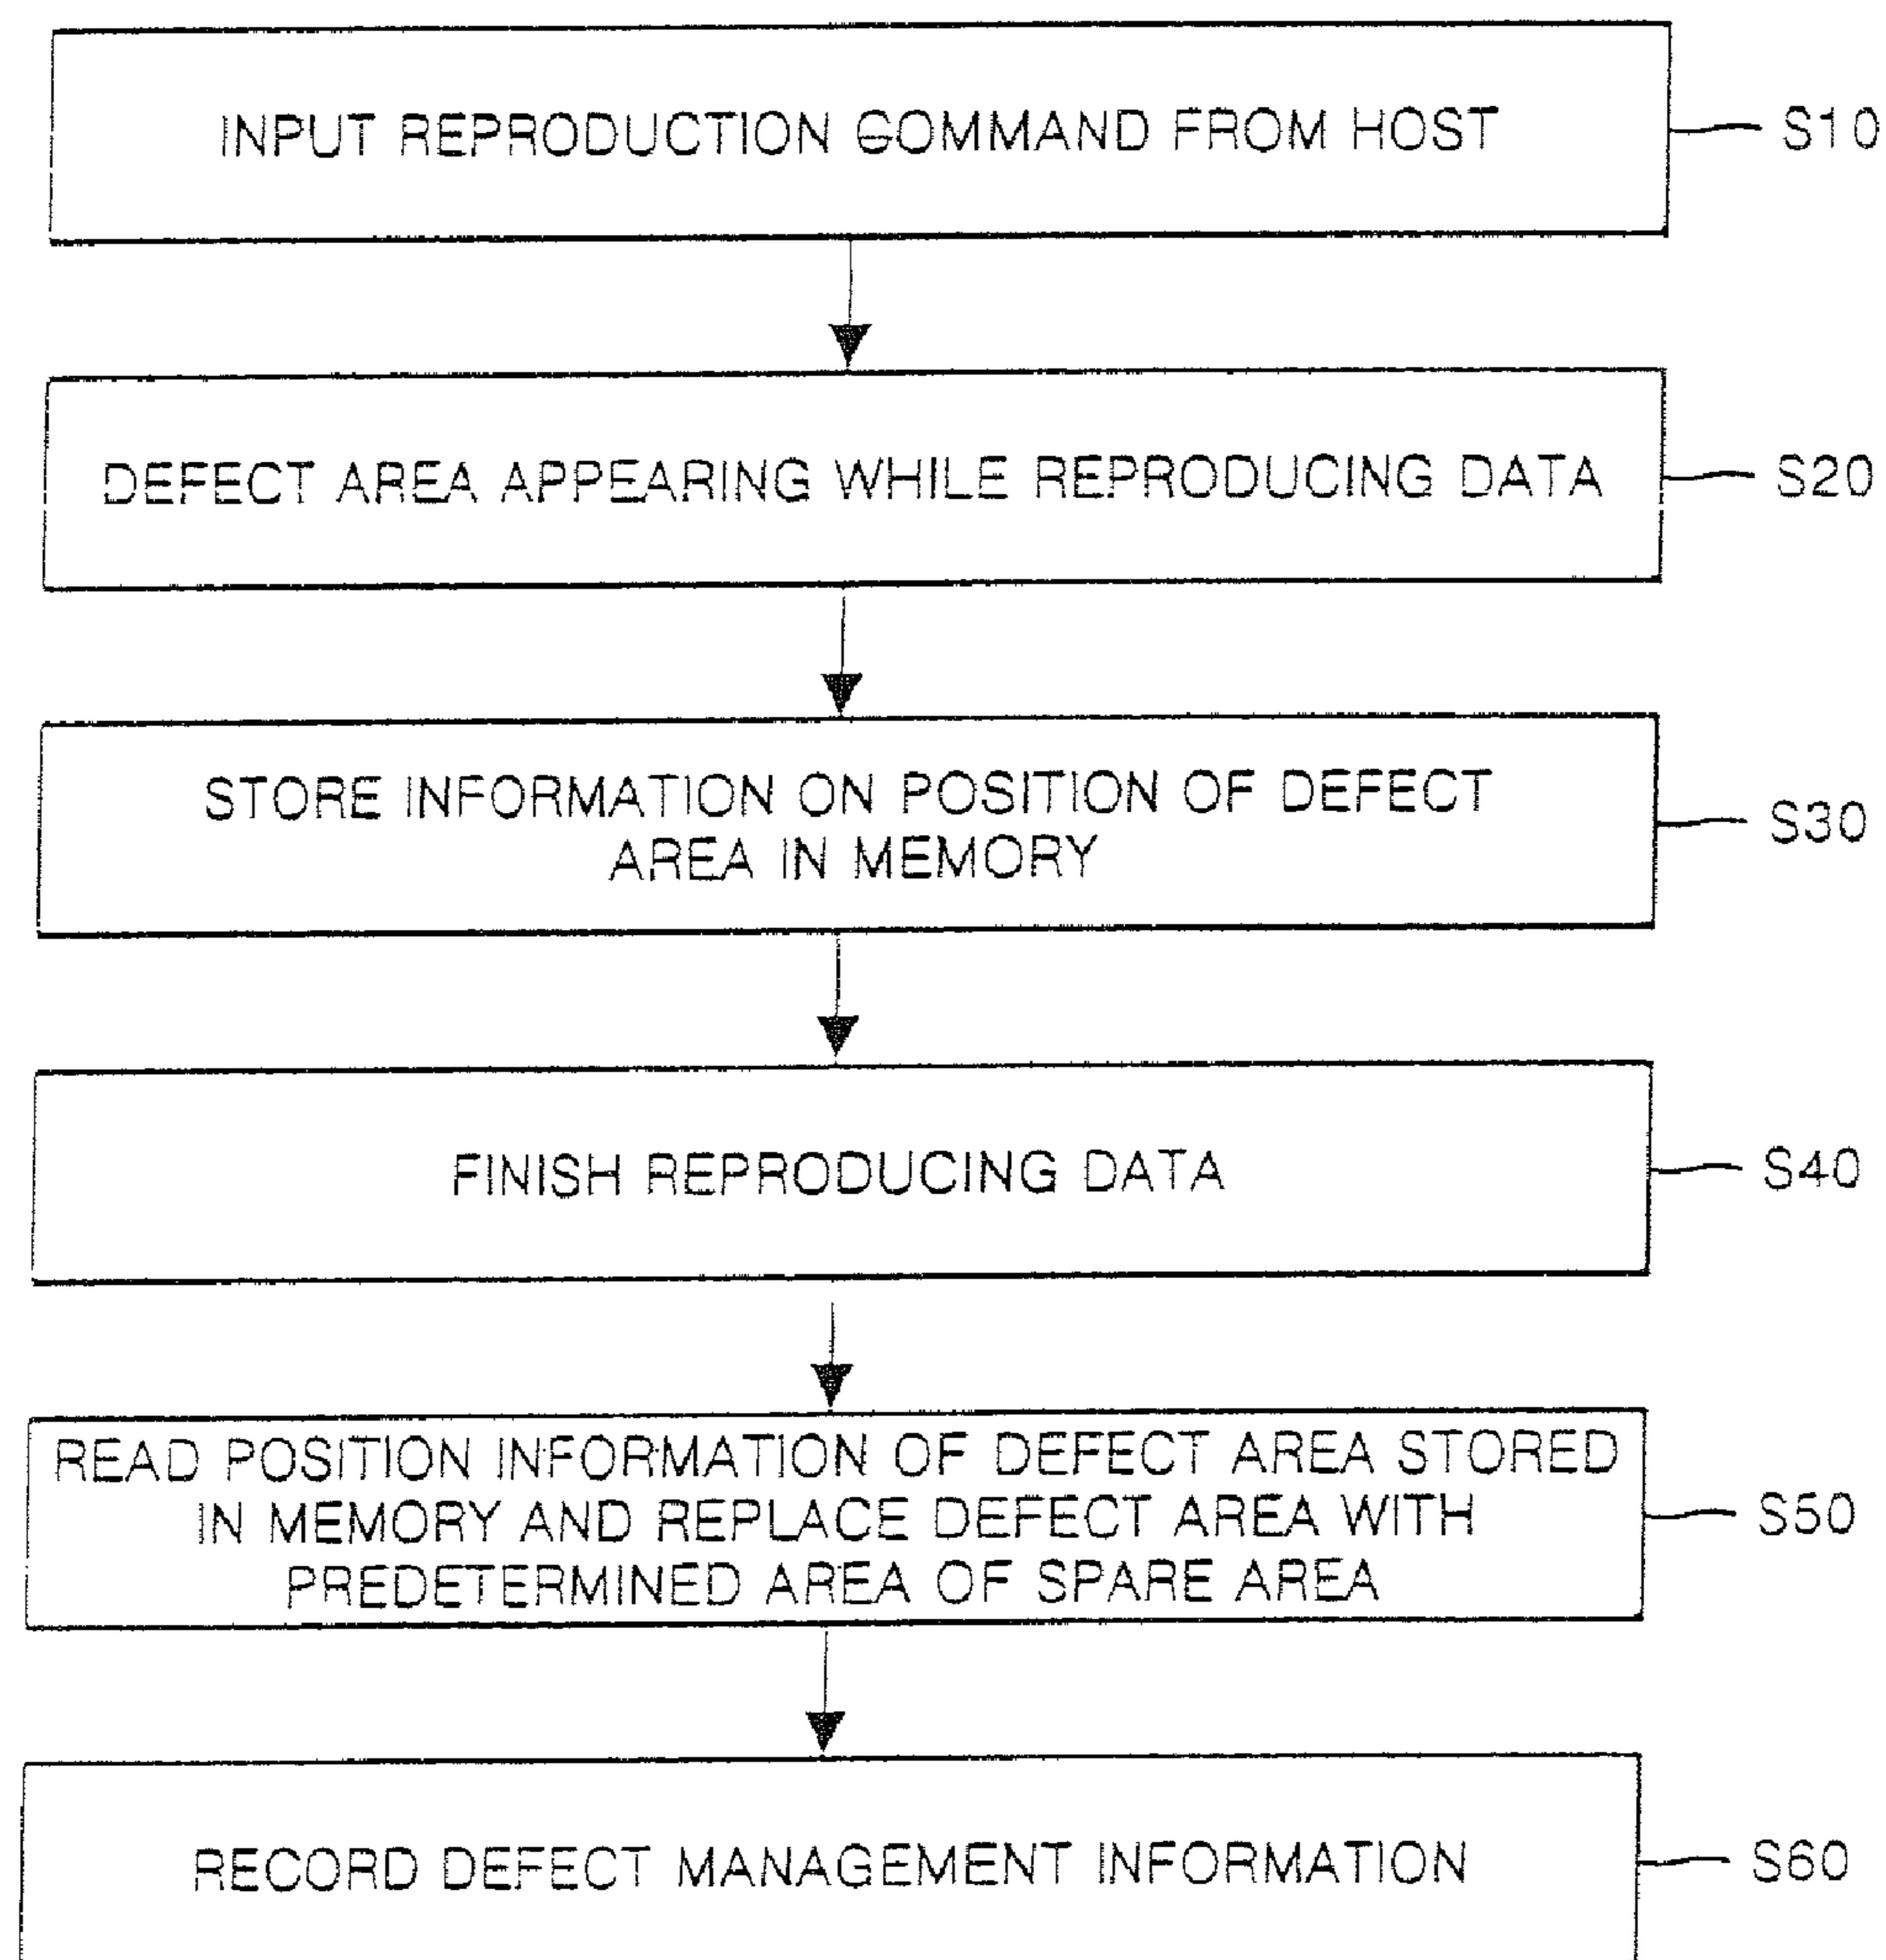 INPUT REPRODUCTION COMMAND FROM HOST
S10
DEFECT AREA APPEARING WHILE REPRODUCING DATA
S20
STORE INFORMATION ON POSITION OF DEFECT
AREA IN MEMORY
S30
FINISH REPRODUCING DATA
S40
READ POSITION INFORMATION OF DEFECT AREA STORED
IN MEMORY AND REPLACE DEFECT AREA WITH
PREDETERMINED AREA OF SPARE AREA
S50
RECORD DEFECT MANAGEMENT INFORMATION
S60